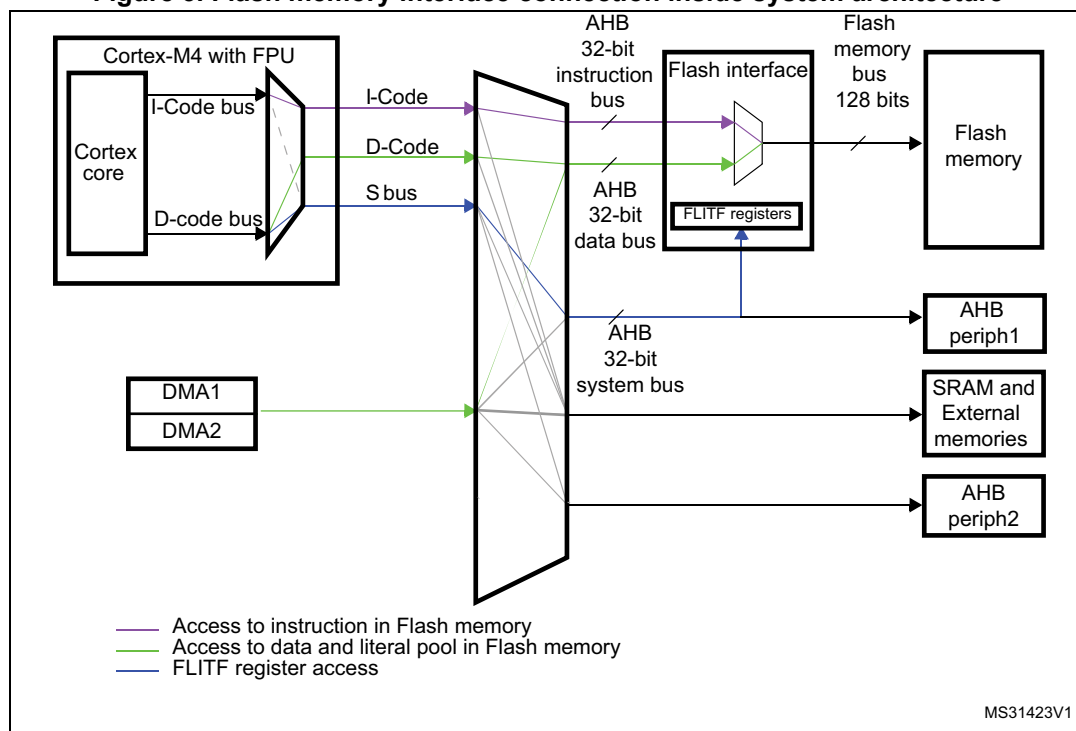 Figure 3. Flash memory interface connection inside system architecture
Cortex-M4 with FPU
Cortex
core
I-Code bus
D-code bus
I-Code
D-Code
S bus
AHB
32-bit
instruction
bus
AHB
32-bit
data bus
AHB
32-bit
system bus
Flash interface
FLITF registers
Flash
memory
bus
128 bits
Flash
memory
AHB
periph1
SRAM and
External
memories
AHB
periph2
DMA1
DMA2
Access to instruction in Flash memory
Access to data and literal pool in Flash memory
FLITF register access
MS31423V1